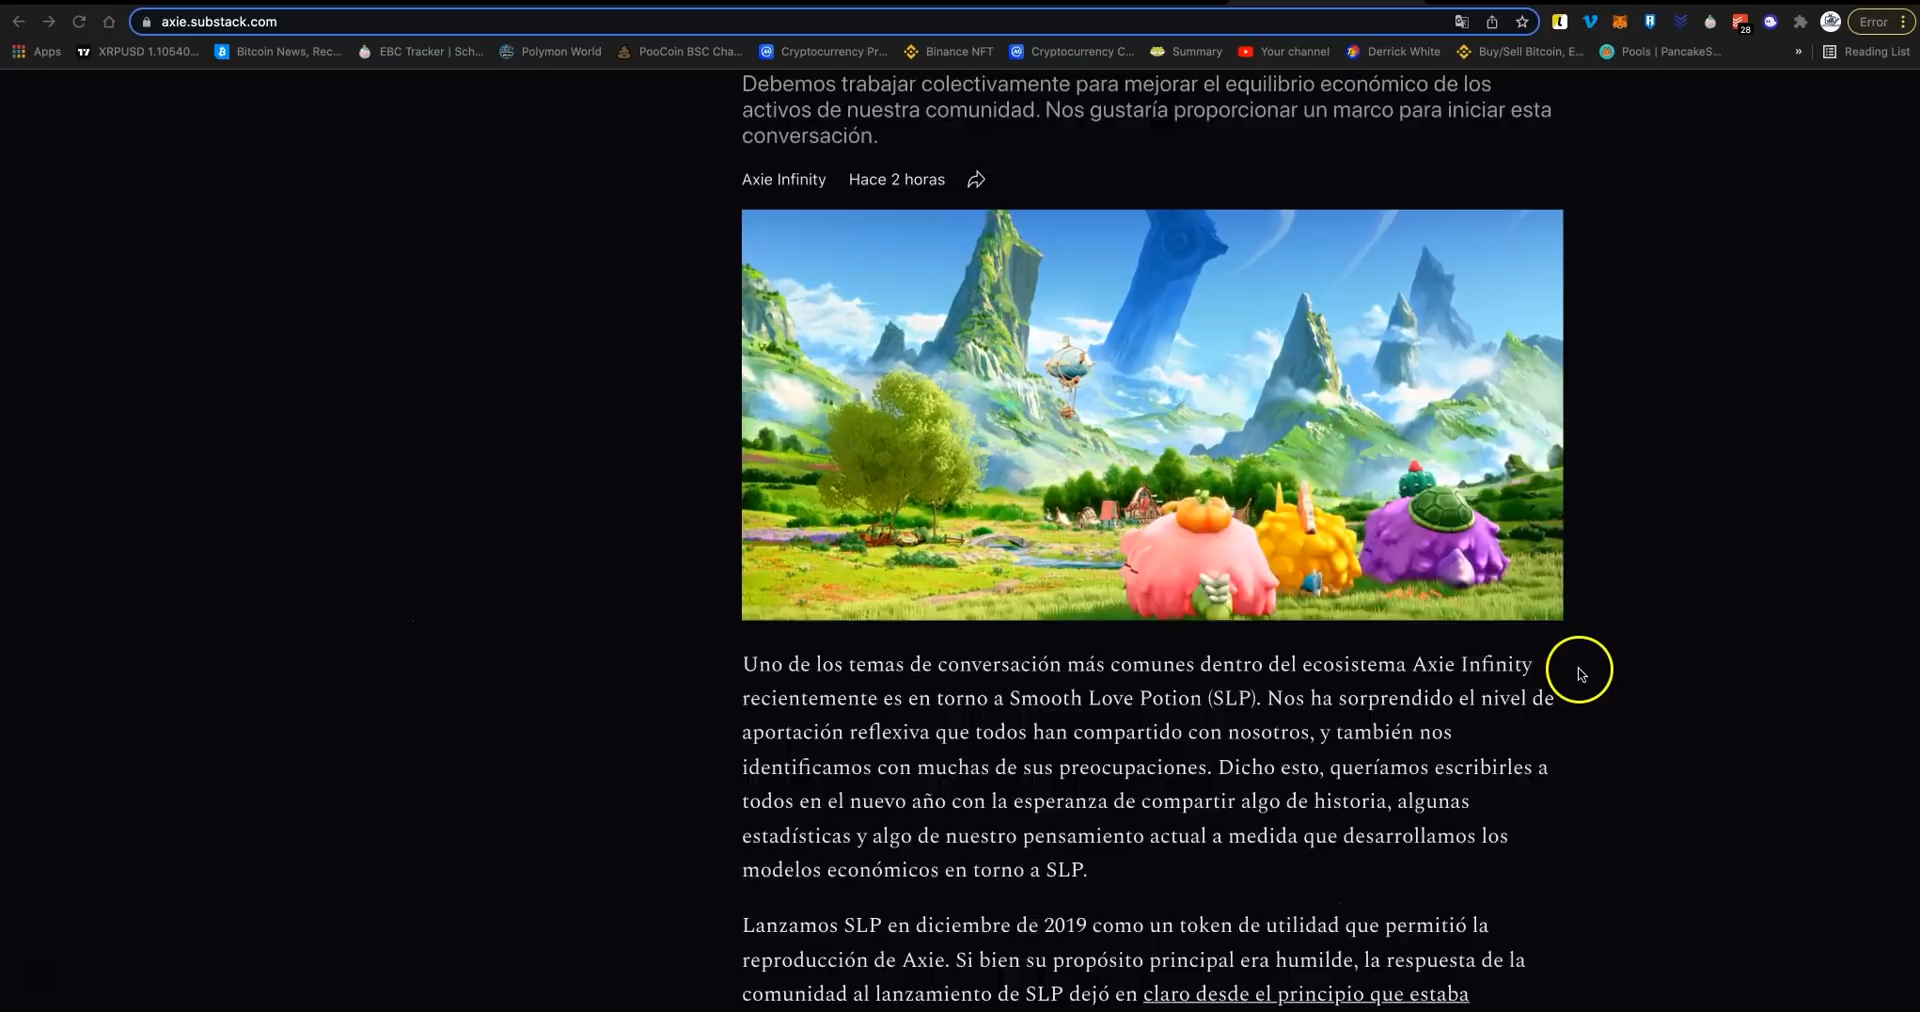 axie.substack.com
Error
28
Apps
XRPUSD 1.10540...
Bitcoin News, Rec...
EBC Tracker | Sch...
Polymon World
PooCoin BSC Cha...
Cryptocurrency Pr...
Binance NFT
Cryptocurrency C...
Summary
Your channel
Derrick White
Buy/Sell Bitcoin, E...
Pools | PancakeS...
»
Reading List
Debemos trabajar colectivamente para mejorar el equilibrio económico de los
activos de nuestra comunidad. Nos gustaría proporcionar un marco para iniciar esta
conversación.
Axie Infinity Hace 2 horas
Uno de los temas de conversación más comunes dentro del ecosistema Axie Infinity
recientemente es en torno a Smooth Love Potion (SLP). Nos ha sorprendido el nivel de
aportación reflexiva que todos han compartido con nosotros, y también nos
identificamos con muchas de sus preocupaciones. Dicho esto, queríamos escribirles a
todos en el nuevo año con la esperanza de compartir algo de historia, algunas
estadísticas y algo de nuestro pensamiento actual a medida que desarrollamos los
modelos económicos en torno a SLP.
Lanzamos SLP en diciembre de 2019 como un token de utilidad que permitió la
reproducción de Axie. Si bien su propósito principal era humilde, la respuesta de la
comunidad al lanzamiento de SLP dejó en claro desde el principio que estaba